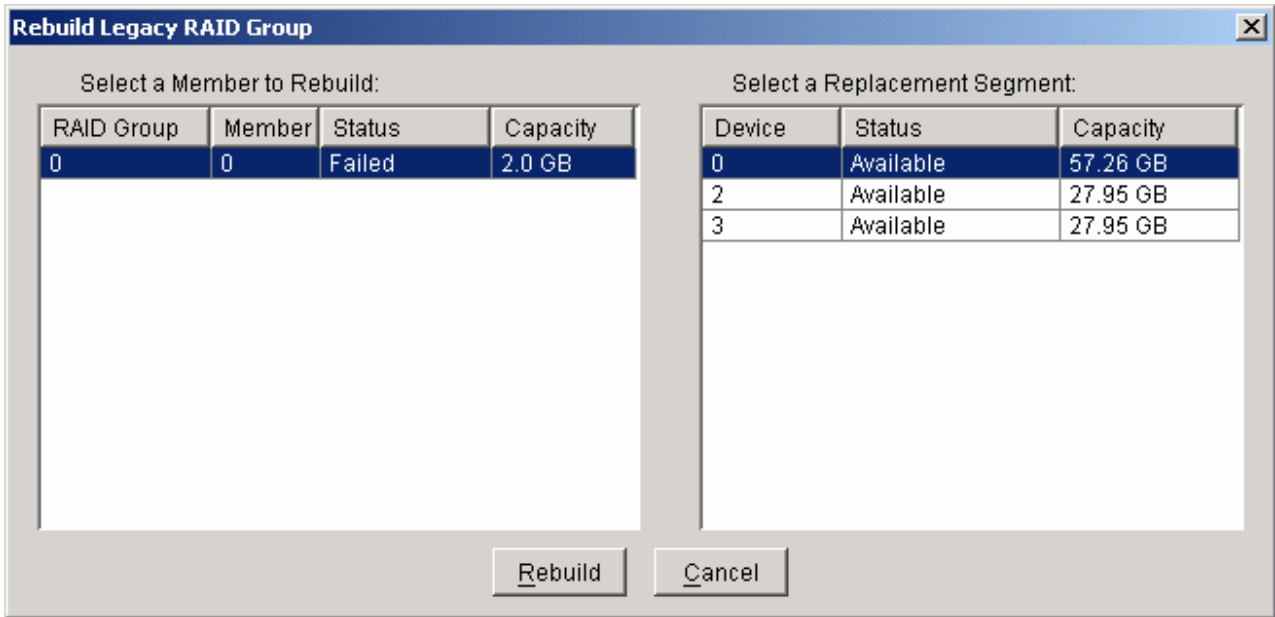 Rebuild Legacy RAID Group
Select a Member to Rebuild:
RAID Group Member Status Capacity
0 0 Failed 2.0 GB
Select a Replacement Segment:
Device Status Capacity
0 Available 57.26 GB
2 Available 27.95 GB
3 Available 27.95 GB
Rebuild Cancel